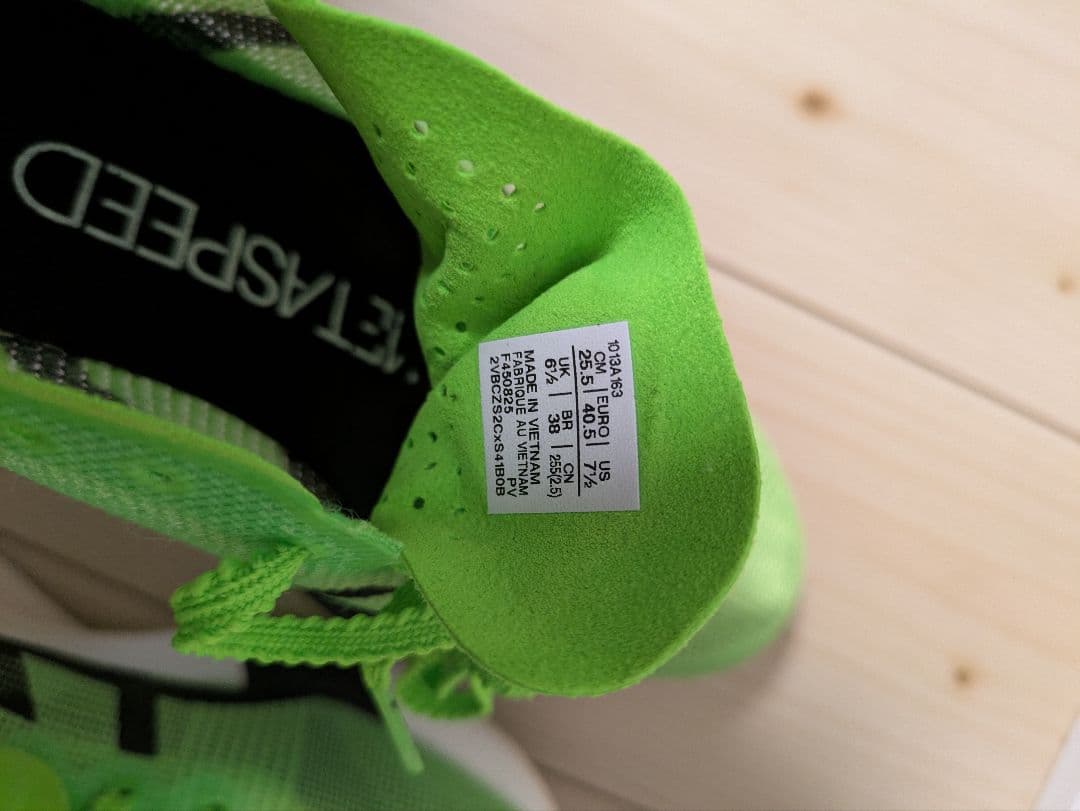 METASPEED
1013A163
CM | EURO | US
25.5 | 40.5 | 7½
UK | BR | CN
6½ | 38 | 255(2.5)
MADE IN VIETNAM
FABRIQUE AU VIETNAM
F450825 PV
2VBCZS2CxS41B0B